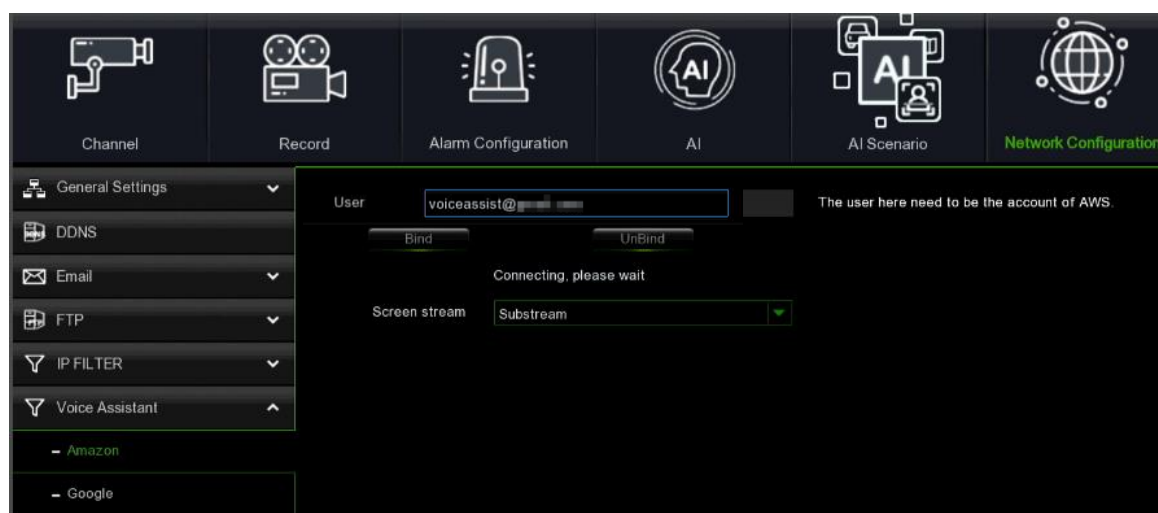 Channel
Record
Alarm Configuration
AI
AI Scenario
Network Configuration
General Settings
DDNS
Email
FTP
IP FILTER
Voice Assistant
– Amazon
– Google
User
voiceassist@
The user here need to be the account of AWS.
Bind
UnBind
Connecting, please wait
Screen stream
Substream